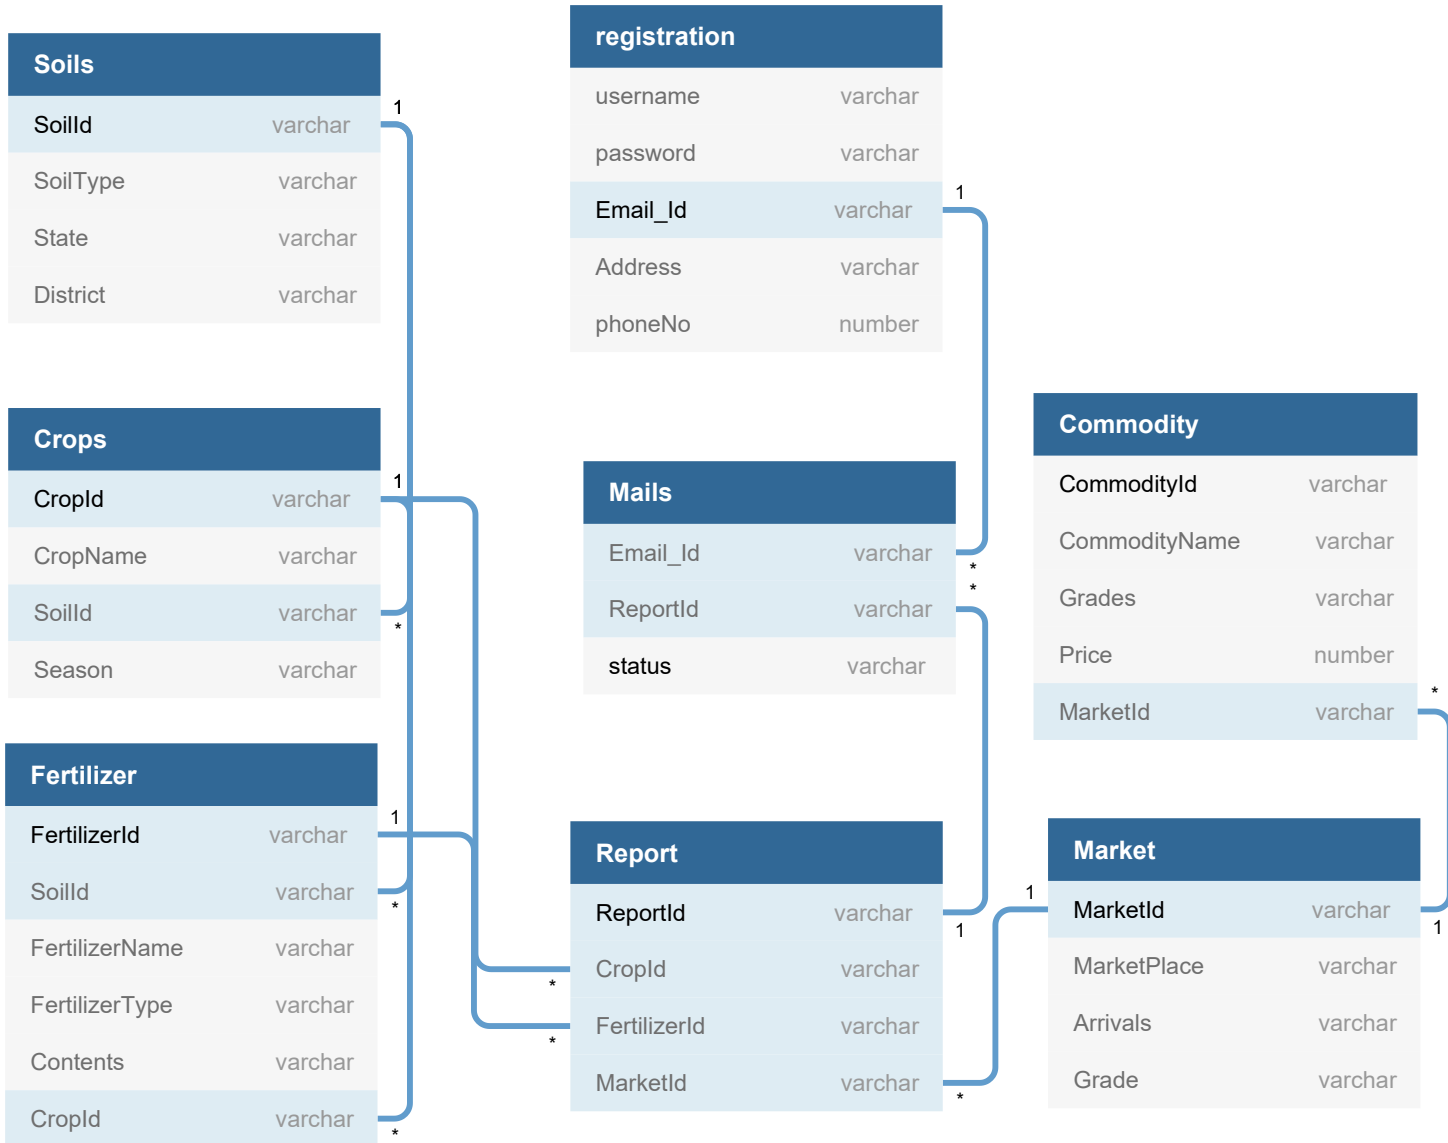 Soils
1
SoilId varchar
SoilType varchar
State varchar
District varchar
registration
username varchar
password varchar
1
Email_Id varchar
Address varchar
phoneNo number
Crops
1
CropId varchar
CropName varchar
SoilId varchar
*
Season varchar
Mails
Email_Id varchar
*
*
ReportId varchar
status varchar
Commodity
CommodityId varchar
CommodityName varchar
Grades varchar
Price number
*
MarketId varchar
Fertilizer
1
FertilizerId varchar
SoilId varchar
*
FertilizerName varchar
FertilizerType varchar
Contents varchar
CropId varchar
*
Report
ReportId varchar
1
CropId varchar
*
FertilizerId varchar
*
MarketId varchar
*
Market
1
MarketId varchar
1
MarketPlace varchar
Arrivals varchar
Grade varchar